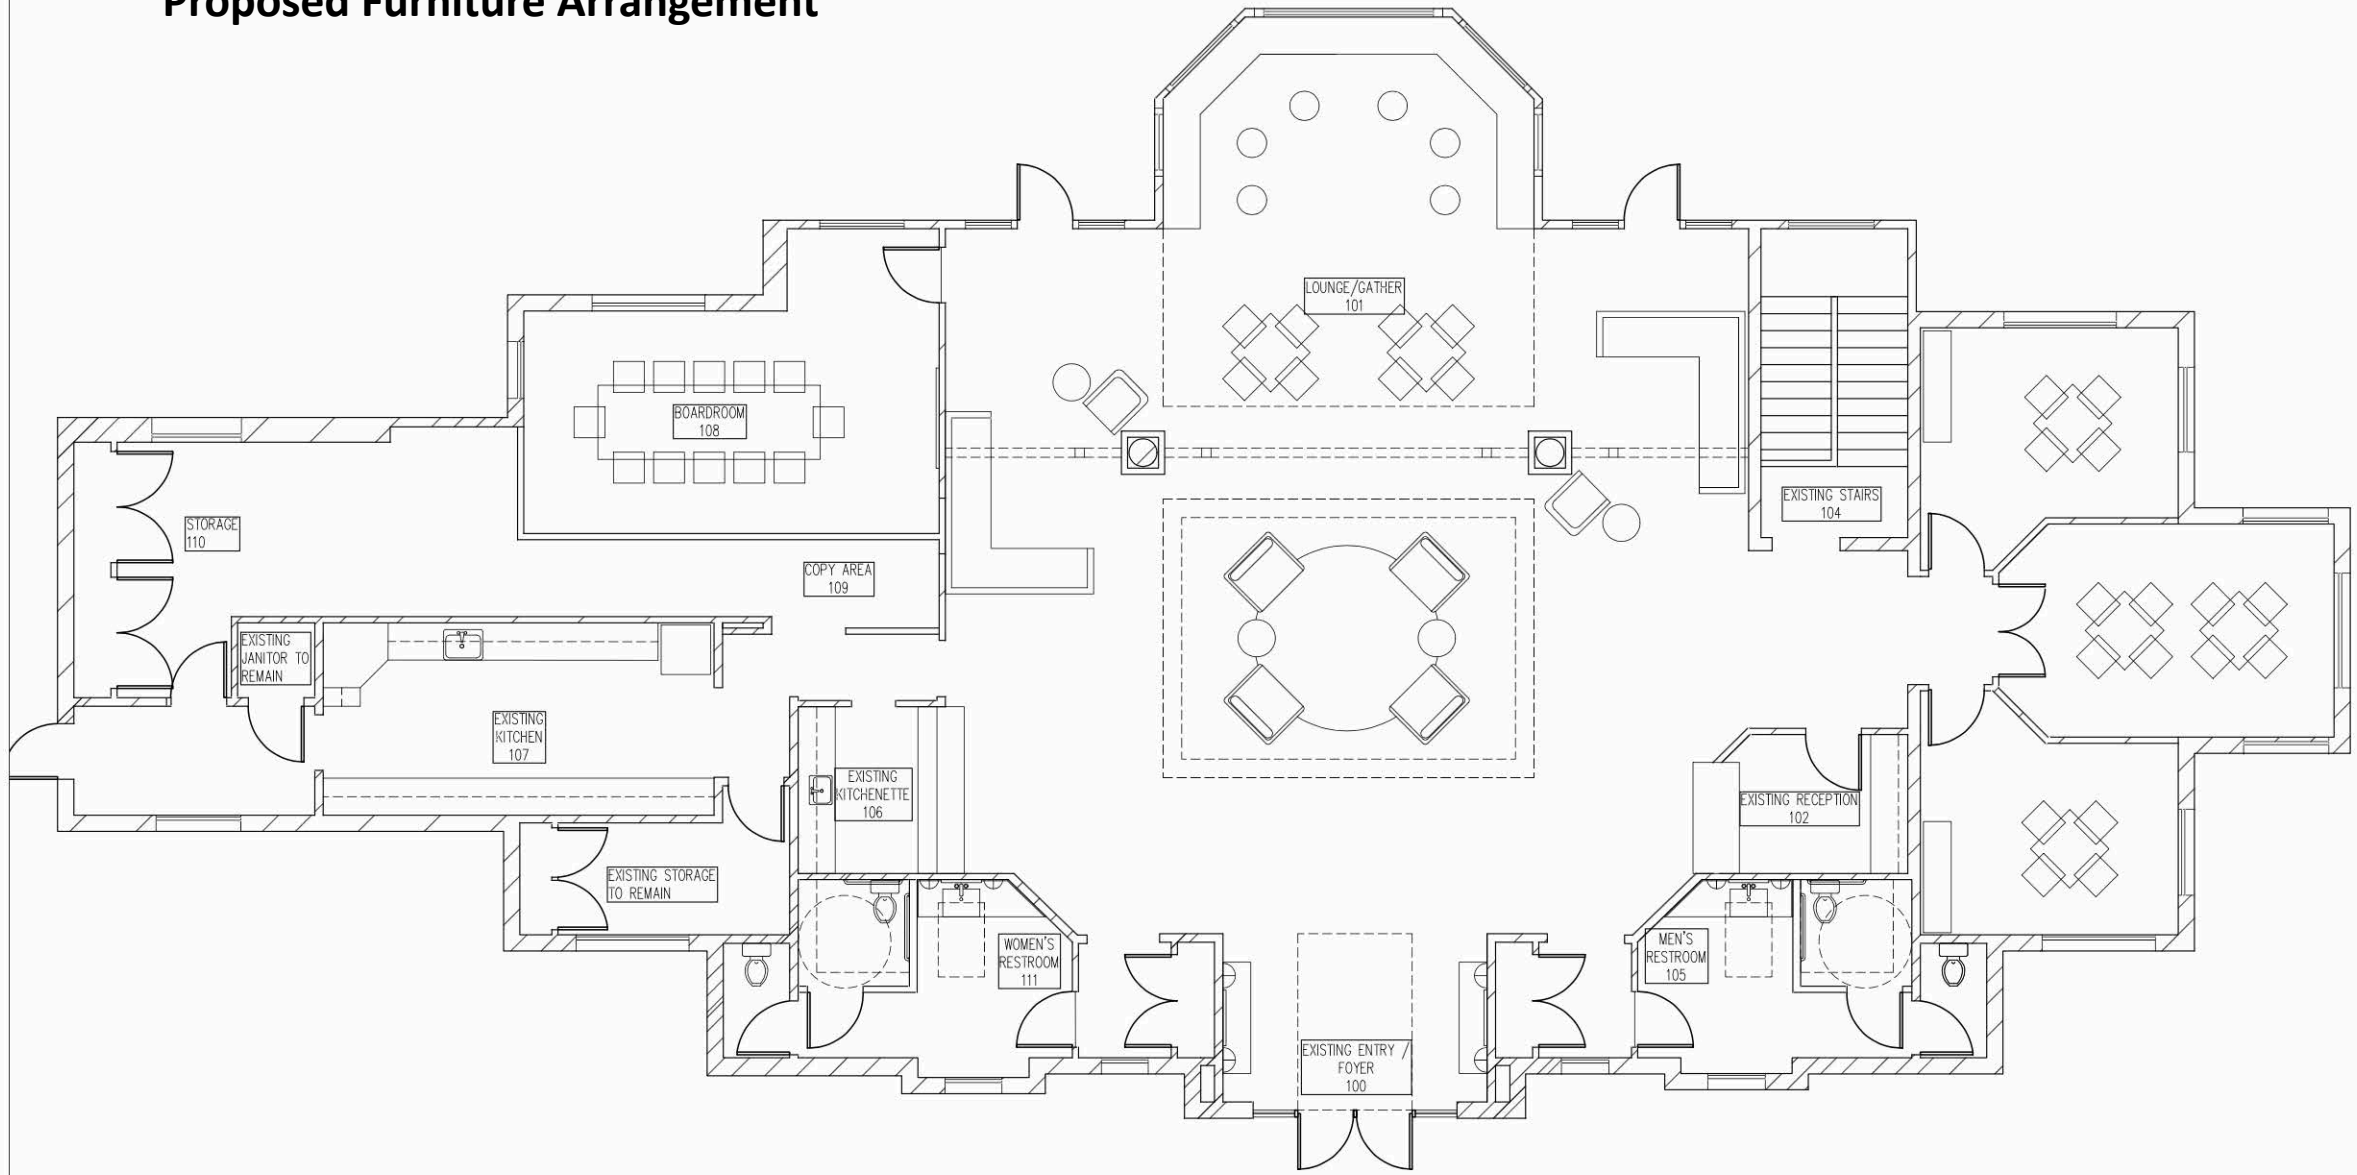 Proposed Furniture Arrangement
LOUNGE/GATHER
101
BOARDROOM
108
EXISTING STAIRS
104
STORAGE
110
COPY AREA
109
EXISTING
JANITOR TO
REMAIN
EXISTING
KITCHEN
107
EXISTING
KITCHENETTE
106
EXISTING RECEPTION
102
EXISTING STORAGE
TO REMAIN
WOMEN'S
RESTROOM
111
MEN'S
RESTROOM
105
EXISTING ENTRY /
FOYER
100